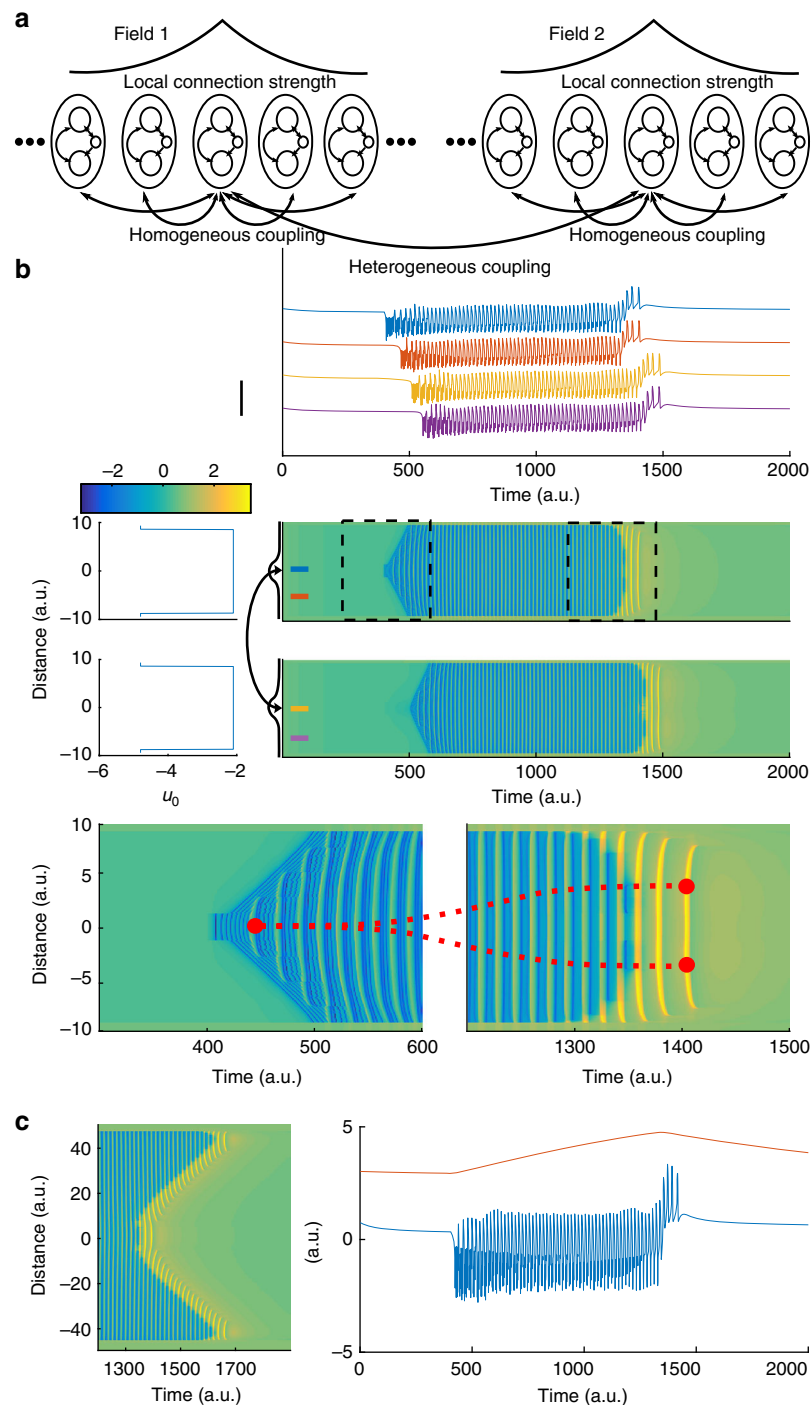 a
Field 1
Field 2
Local connection strength
Local connection strength
Homogeneous coupling
Homogeneous coupling
Heterogeneous coupling
b
0 500 1000 1500 2000
Time (a.u.)
−2 0 2
10
0
−10
10
0
−10
Distance (a.u.)
−6 −4 −2
u0
500 1000 1500 2000
Time (a.u.)
10
5
0
−5
−10
Distance (a.u.)
400 500 600
Time (a.u.)
1300 1400 1500
Time (a.u.)
c
40
20
0
−20
−40
Distance (a.u.)
1300 1500 1700
Time (a.u.)
5
0
−5
(a.u.)
0 500 1000 1500 2000
Time (a.u.)